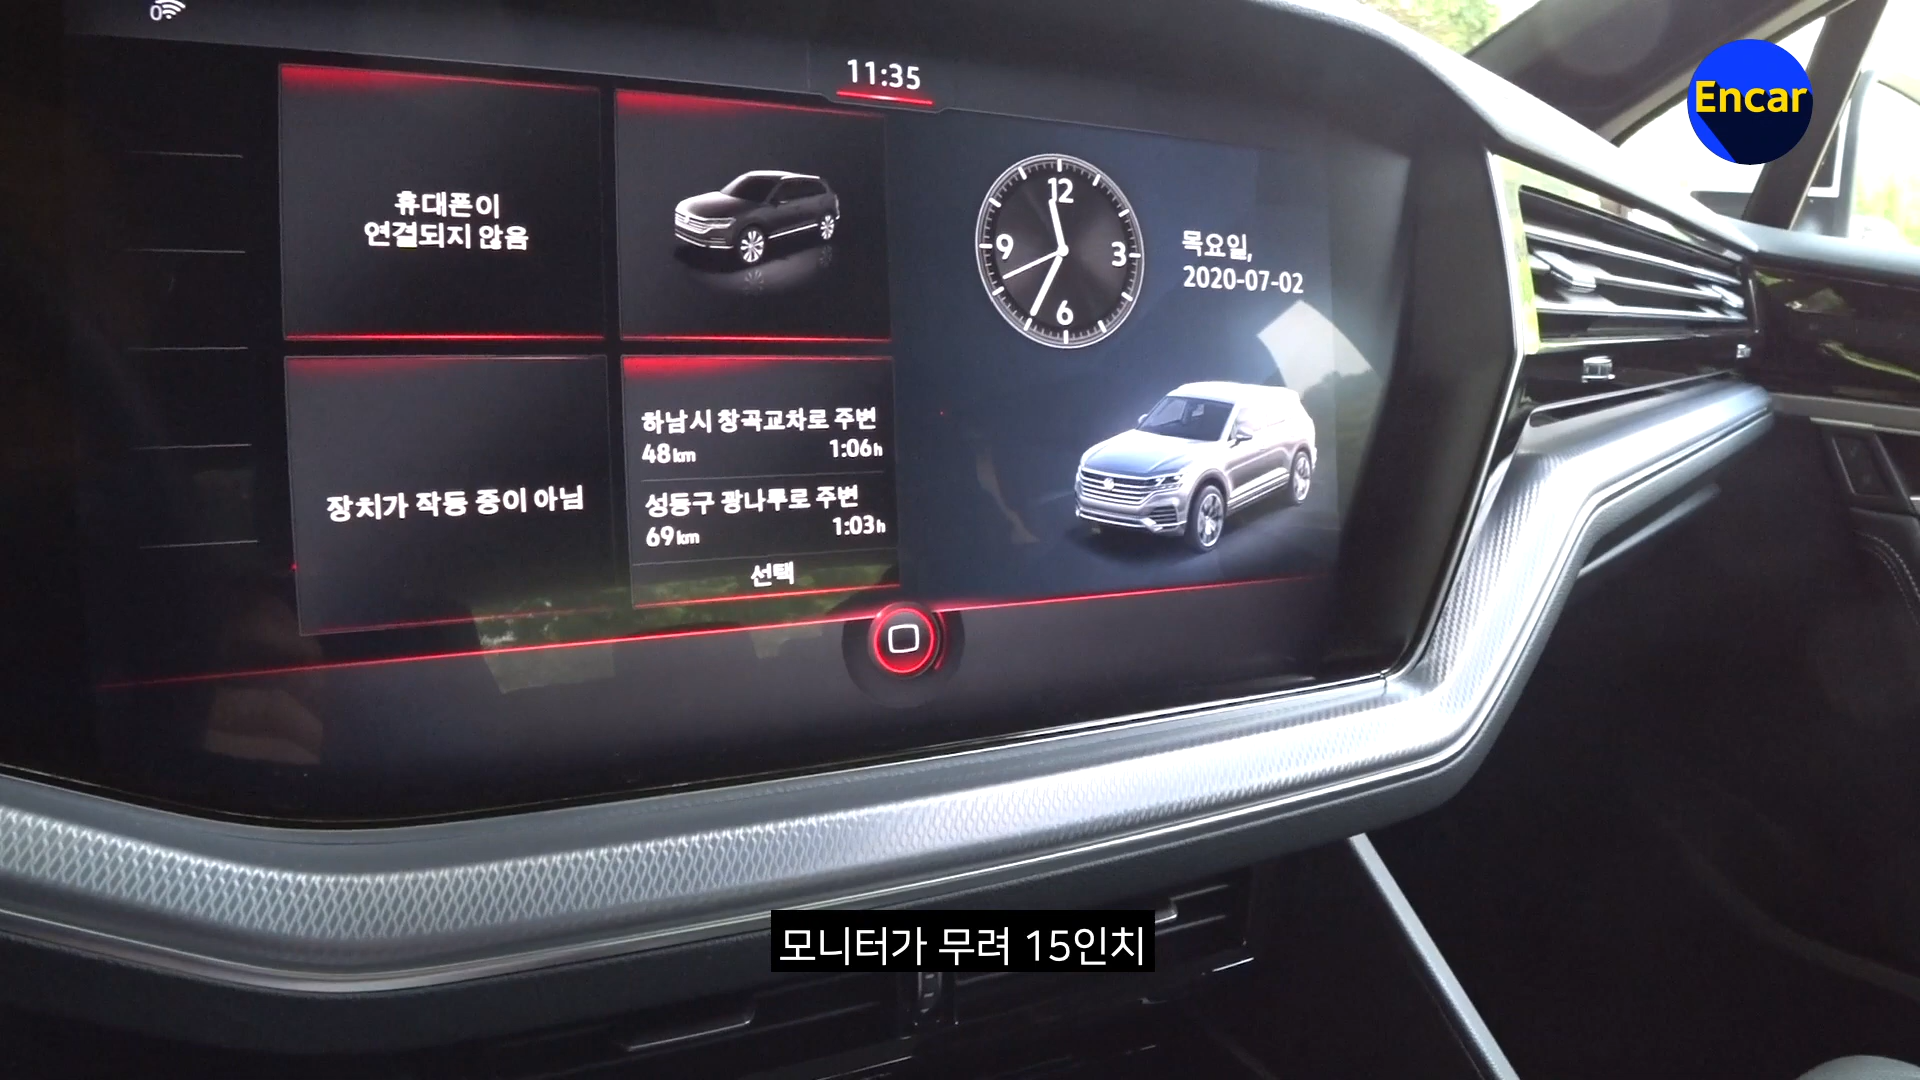 0
11:35
Encar
휴대폰이
연결되지 않음
12
9
3
6
목요일,
2020-07-02
하남시 창곡교차로 주변
48km 1:06h
장치가 작동 중이 아님
성동구 광나루로 주변
69km 1:03h
선택
모니터가 무려 15인치